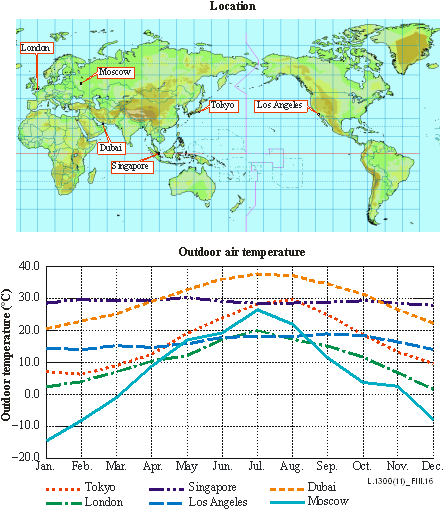 Location
London
Moscow
Tokyo
Los Angeles
Dubai
Singapore
Outdoor air temperature
Outdoor temperature (°C)
40.0
30.0
20.0
10.0
0.0
−10.0
−20.0
Jan. Feb. Mar. Apr. May Jun. Jul. Aug. Sep. Oct. Nov. Dec.
L.1300(11)_FIII.16
Tokyo Singapore Dubai
London Los Angeles Moscow